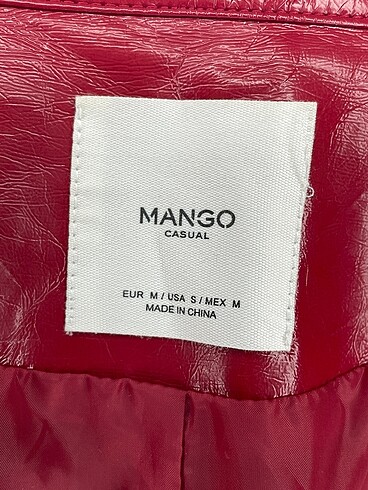 MANGO
CASUAL
EUR M / USA S / MEX M
MADE IN CHINA